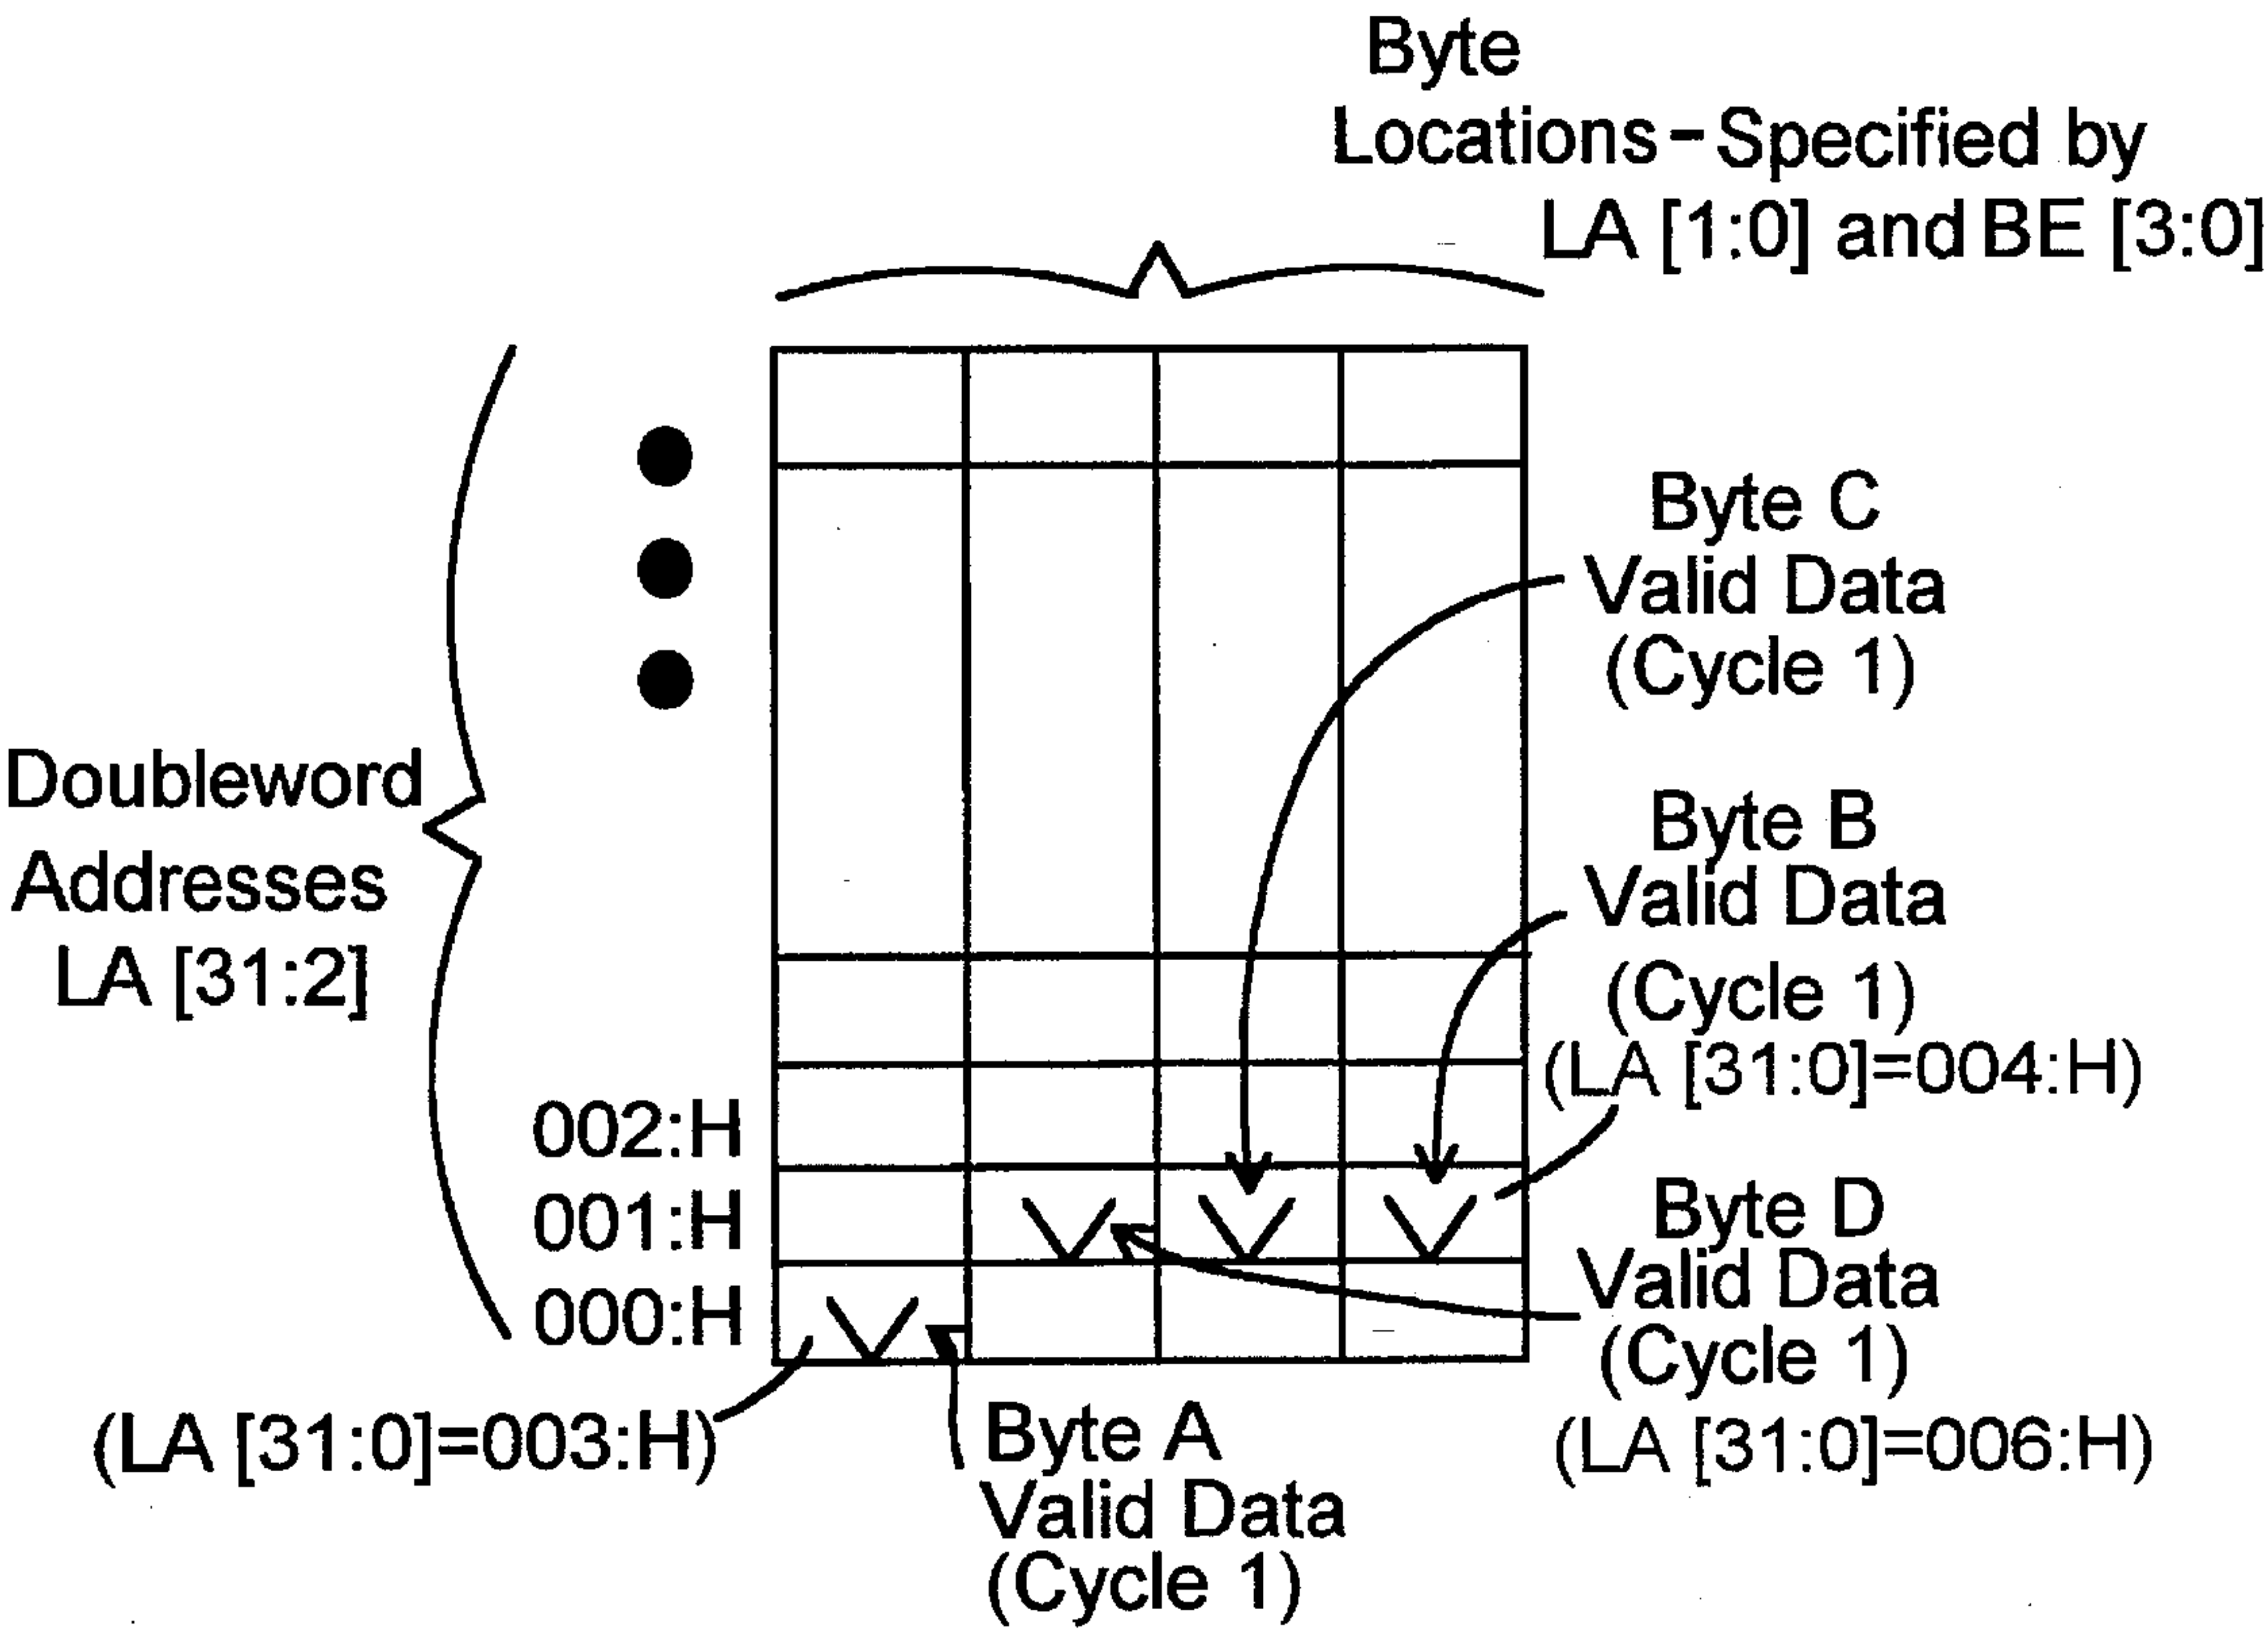 Byte
Locations - Specified by
LA [1:0] and BE [3:0]
Byte C
Valid Data
(Cycle 1)
Doubleword
Addresses
LA [31:2]
Byte B
Valid Data
(Cycle 1)
(LA [31:0]=004:H)
002:H
001:H
000:H
Byte D
Valid Data
(Cycle 1)
(LA [31:0]=006:H)
(LA [31:0]=003:H)
Byte A
Valid Data
(Cycle 1)
V
V
V
V